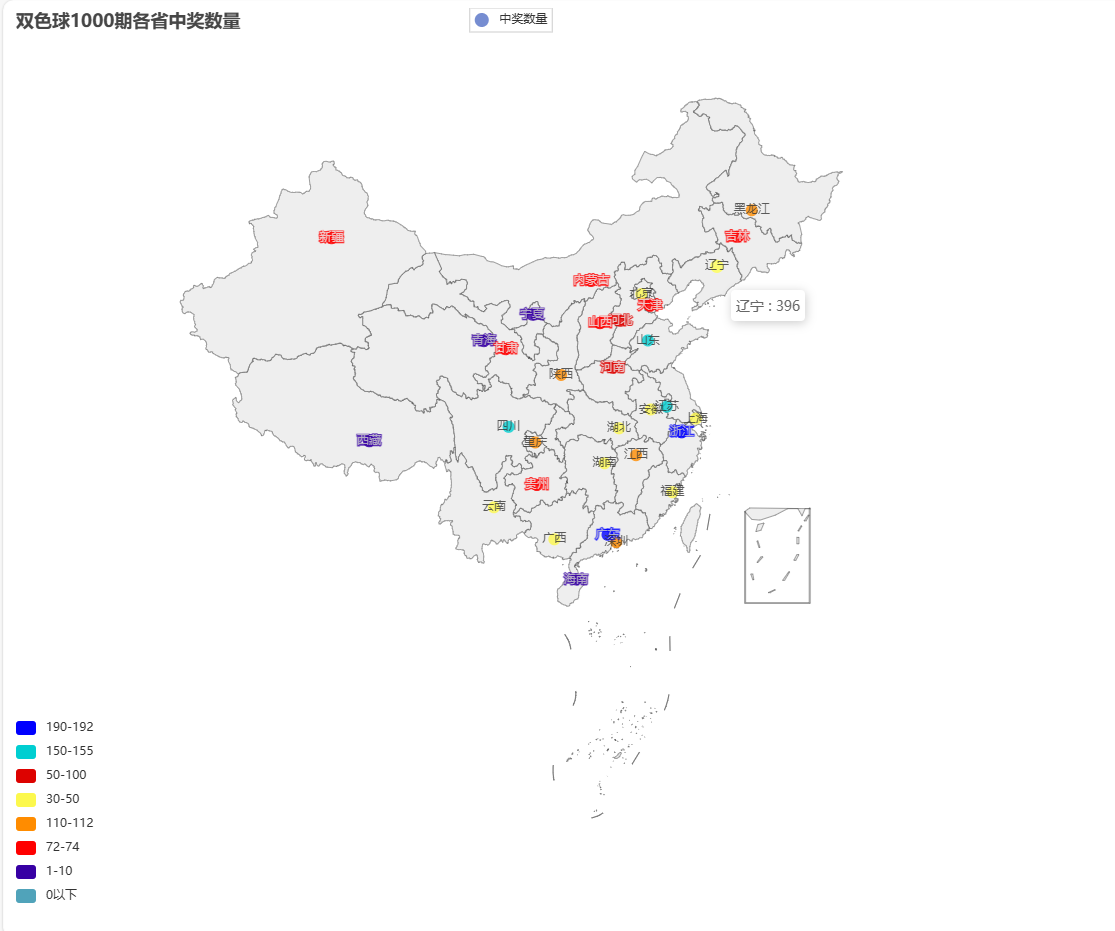 双色球1000期各省中奖数量
中奖数量
黑龙江
吉林
新疆
辽宁
内蒙古
北京
天津
辽宁 : 396
宁夏
山西
河北
青海
甘肃
山东
河南
陕西
安徽
江苏
上海
四川
湖北
浙江
西藏
重庆
江西
湖南
贵州
福建
云南
广西
广东
深圳
海南
190-192
150-155
50-100
30-50
110-112
72-74
1-10
0以下